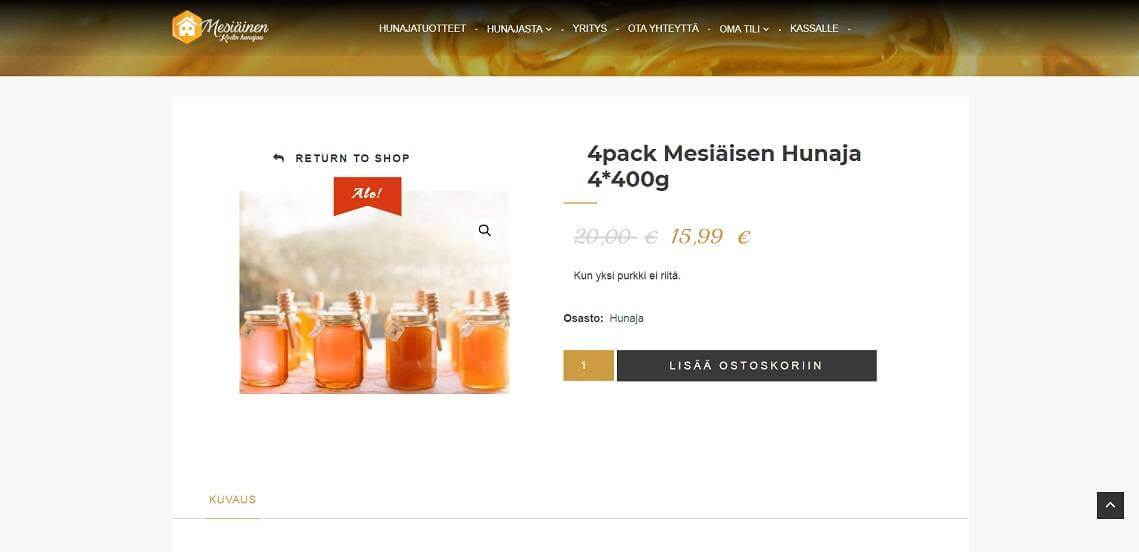 Mesiäinen
Kodin hunajaa
HUNAJATUOTTEET - HUNAJASTA - YRITYS - OTA YHTEYTTÄ - OMA TILI - KASSALLE -
RETURN TO SHOP
Ale!
4pack Mesiäisen Hunaja
4*400g
20,00 € 15,99 €
Kun yksi purkki ei riitä.
Osasto: Hunaja
1 LISÄÄ OSTOSKORIIN
KUVAUS